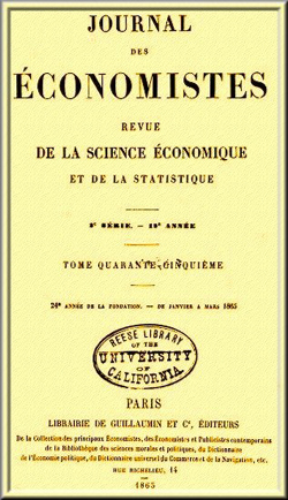 JOURNAL
DES
ÉCONOMISTES
REVUE
DE LA SCIENCE ÉCONOMIQUE
ET DE LA STATISTIQUE
2e SÉRIE. — 12e ANNÉE
TOME QUARANTE-CINQUIÈME
24e ANNÉE DE LA FONDATION. — DE JANVIER A MARS 1865
REESE LIBRARY
OF THE
UNIVERSITY
OF
CALIFORNIA.
PARIS
LIBRAIRIE DE GUILLAUMIN ET Ce, ÉDITEURS
De la Collection des principaux Économistes, des Économistes et Publicistes contemporains
de la Bibliothèque des sciences morales et politiques, du Dictionnaire
de l'Économie politique, du Dictionnaire universel du Commerce et de la Navigation, etc.
RUE RICHELIEU, 14
1865